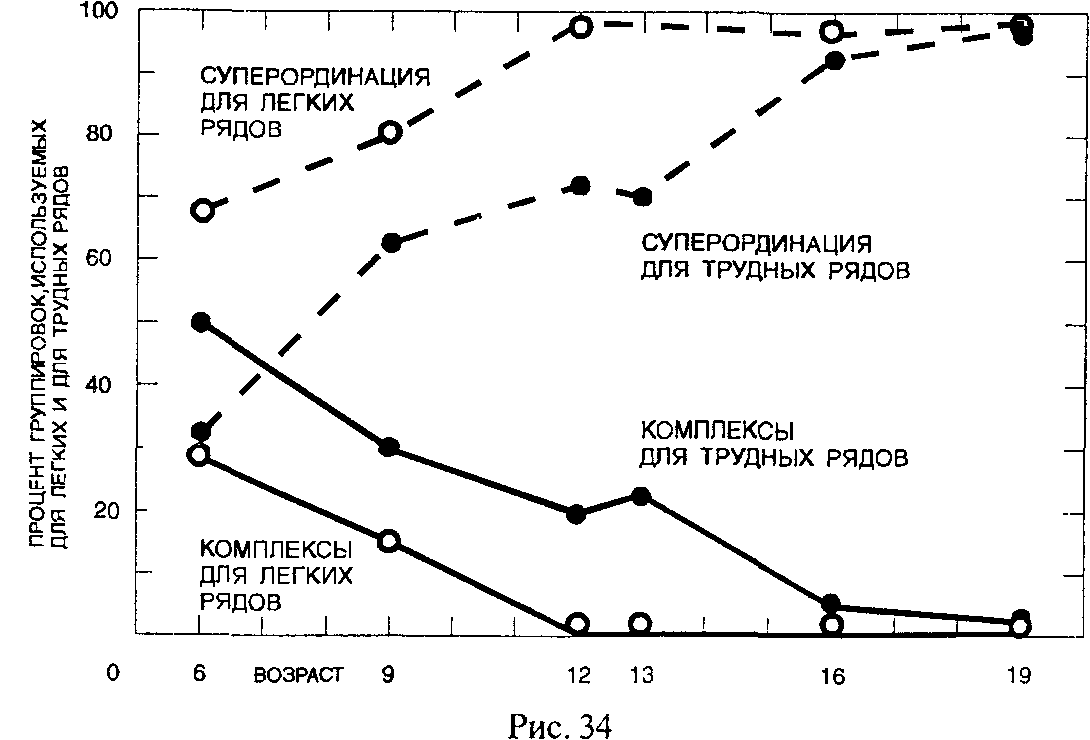 100
СУПЕРОРДИНАЦИЯ
ДЛЯ ЛЕГКИХ
РЯДОВ
80
ПРОЦЕНТ ГРУППИРОВОК,ИСПОЛЬЗУЕМЫХ
ДЛЯ ЛЕГКИХ И ДЛЯ ТРУДНЫХ РЯДОВ
60
СУПЕРОРДИНАЦИЯ
ДЛЯ ТРУДНЫХ РЯДОВ
40
КОМПЛЕКСЫ
ДЛЯ ТРУДНЫХ РЯДОВ
20
КОМПЛЕКСЫ
ДЛЯ ЛЕГКИХ
РЯДОВ
0 6 ВОЗРАСТ 9 12 13 16 19
Рис. 34